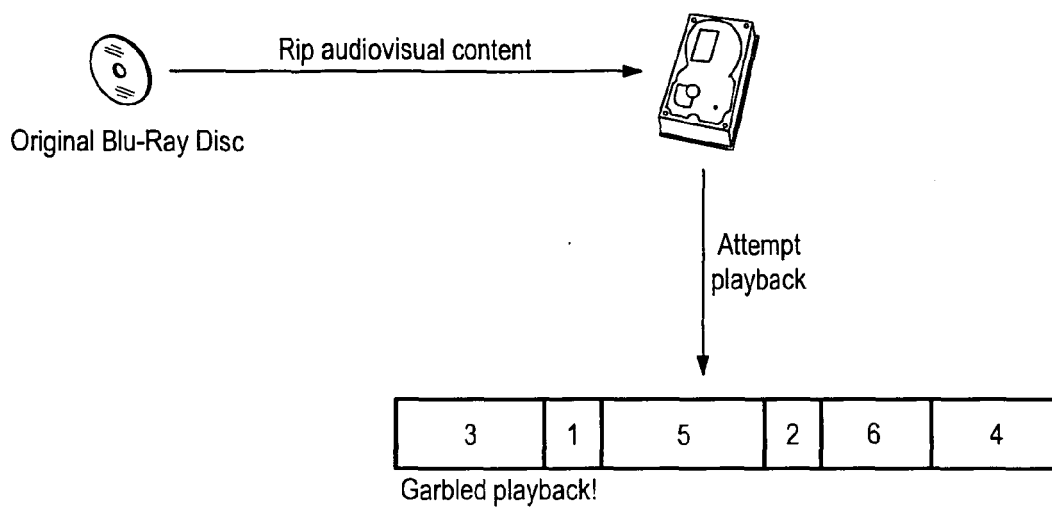 Rip audiovisual content
Original Blu-Ray Disc
Attempt
playback
3 1 5 2 6 4
Garbled playback!